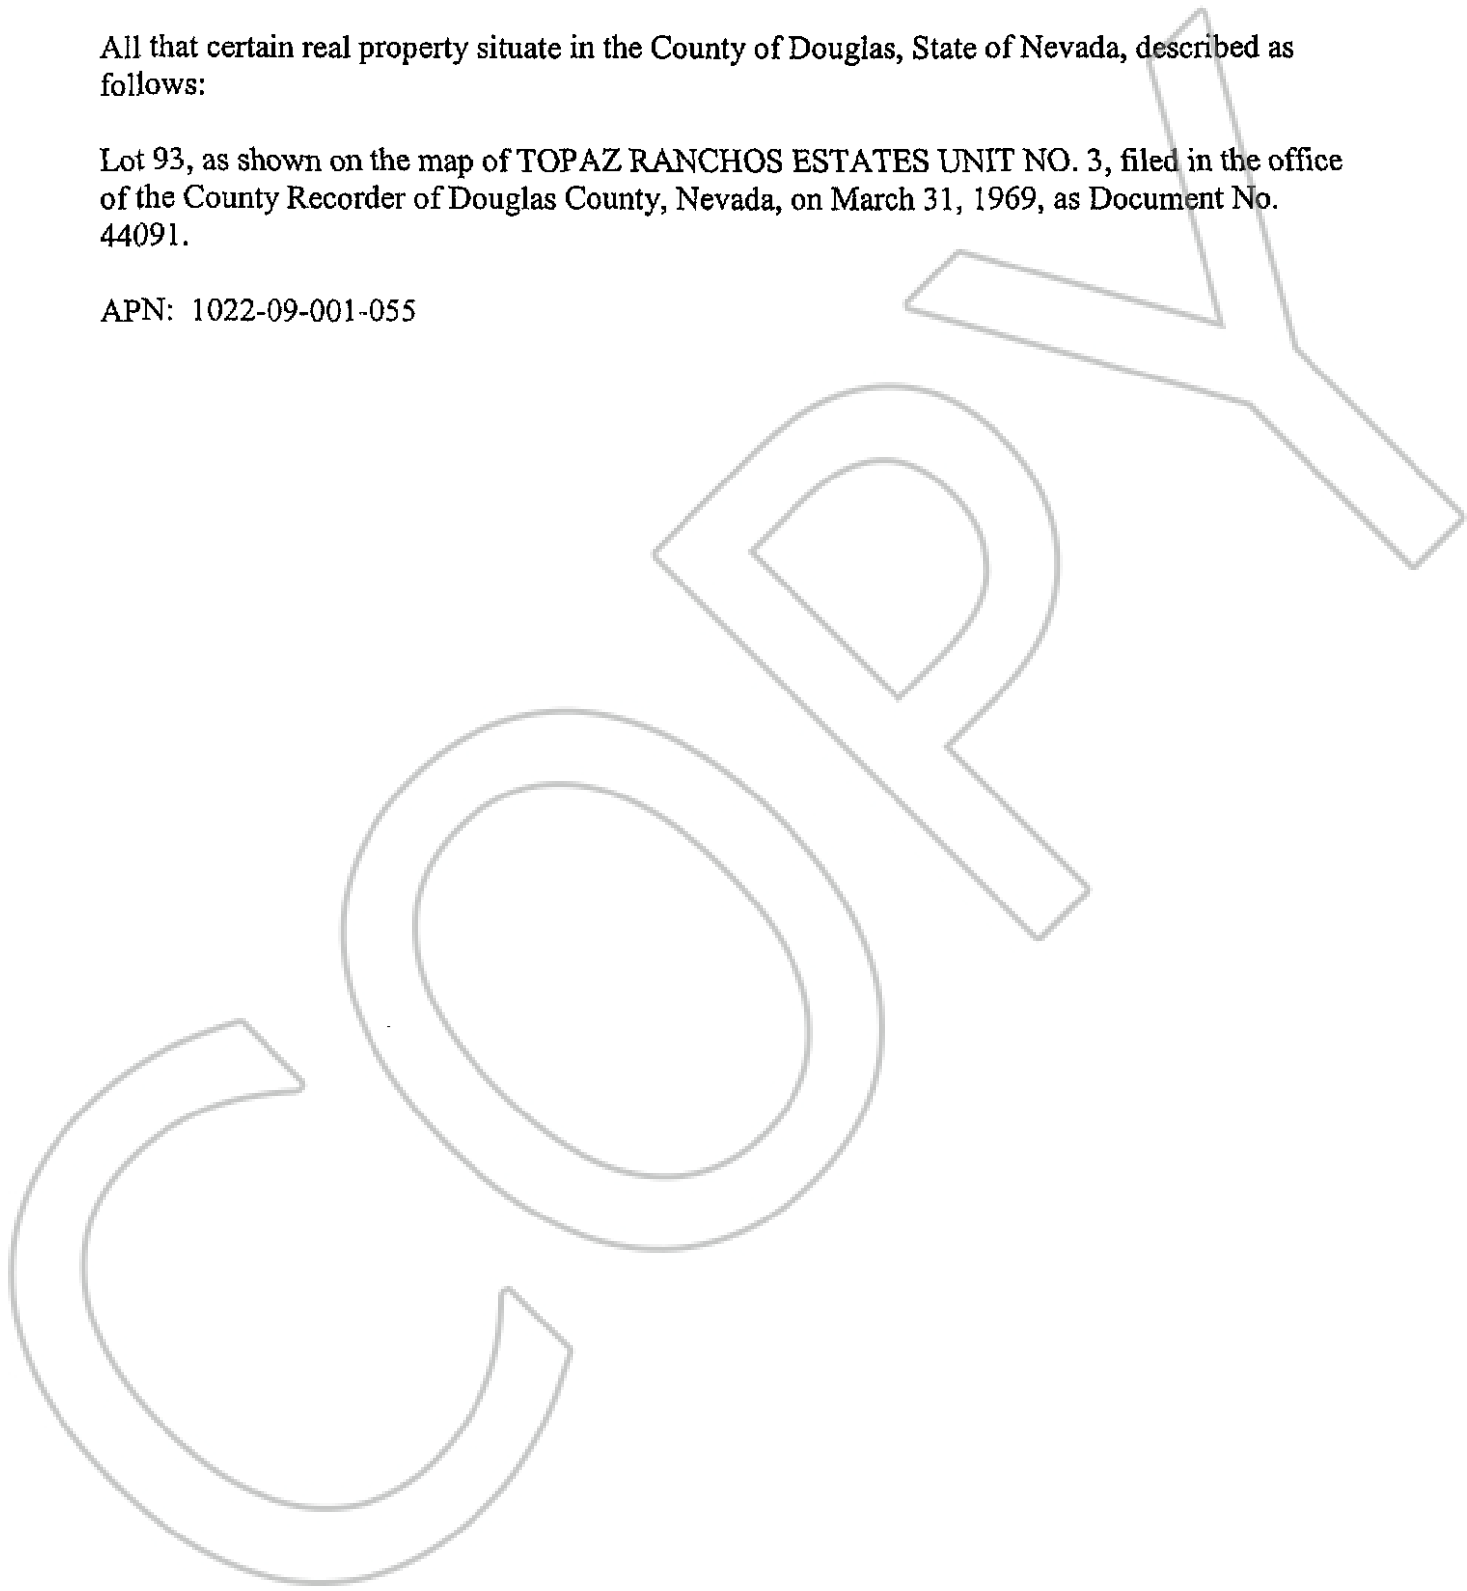 All that certain real property situate in the County of Douglas, State of Nevada, described as
follows:
Lot 93, as shown on the map of TOPAZ RANCHOS ESTATES UNIT NO. 3, filed in the office
of the County Recorder of Douglas County, Nevada, on March 31, 1969, as Document No.
44091.
APN: 1022-09-001-055
COPY